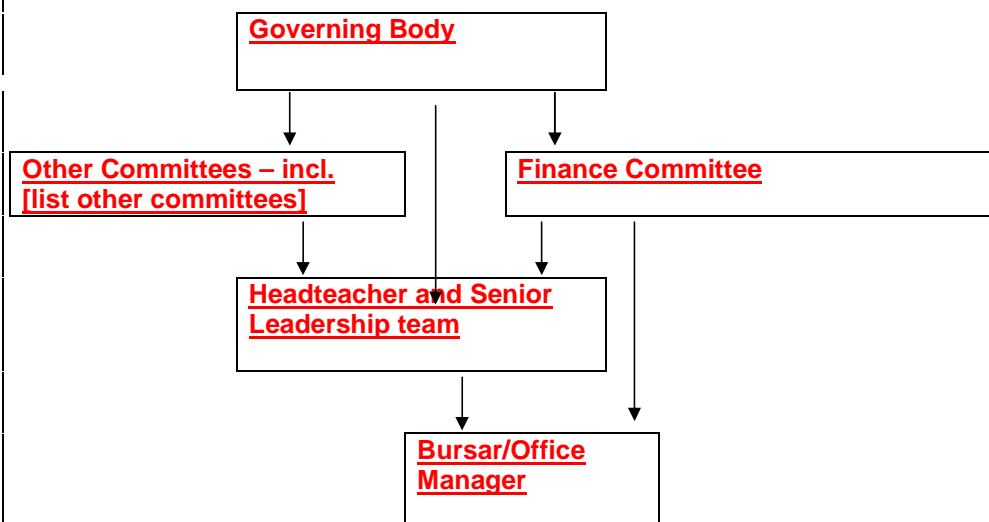 Governing Body
Other Committees – incl.
[list other committees]
Finance Committee
Headteacher and Senior
Leadership team
Bursar/Office
Manager